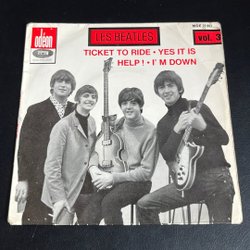 odeon
LES BEATLES
vol. 3
TICKET TO RIDE • YES IT IS
HELP ! • I'M DOWN